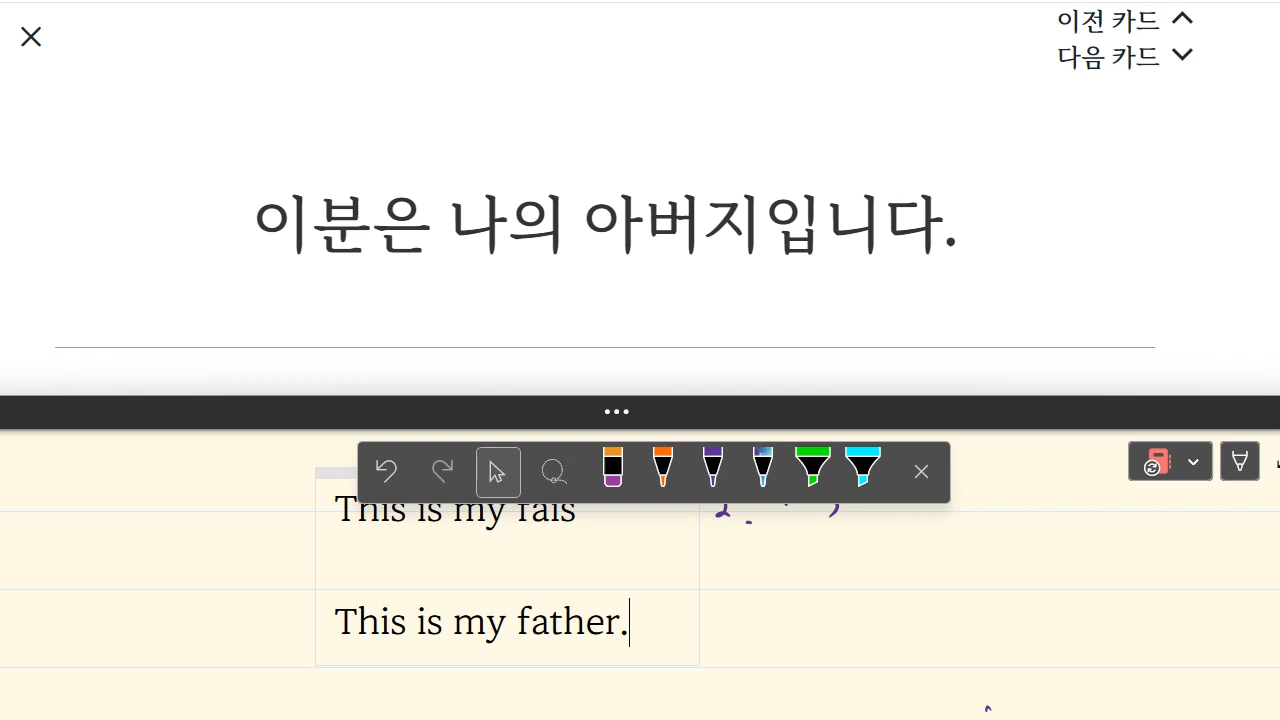 이전 카드
다음 카드
이분은 나의 아버지입니다.
This is my fais
This is my father.